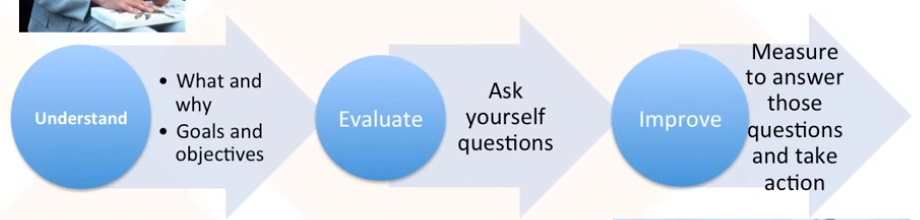 Understand
• What and
why
• Goals and
objectives
Evaluate
Ask
yourself
questions
Improve
Measure
to answer
those
questions
and take
action